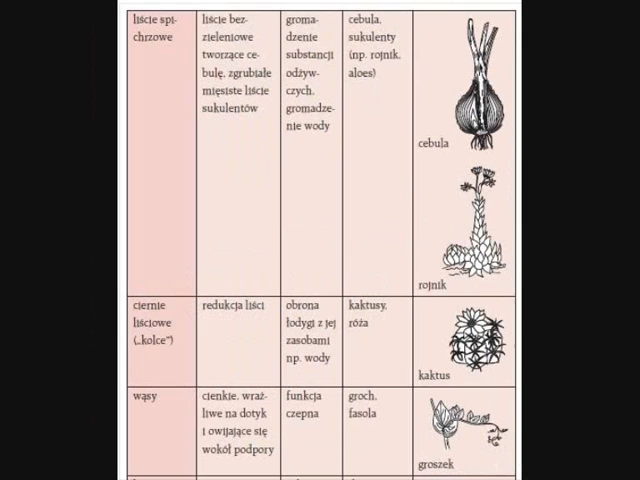 liście spi-
chrzowe
liście bez-
zieleniowe
tworzące ce-
bulę, zgrubiałe
mięsiste liście
sukulentów
groma-
dzenie
substancji
odżyw-
czych,
gromadze-
nie wody
cebula,
sukulenty
(np. rojnik,
aloes)
cebula
rojnik
ciernie
liściowe
(„kolce”)
redukcja liści
obrona
łodygi z jej
zasobami
np. wody
kaktusy,
róża
kaktus
wąsy
cienkie, wraż-
liwe na dotyk
i owijające się
wokół podpory
funkcja
czepna
groch,
fasola
groszek